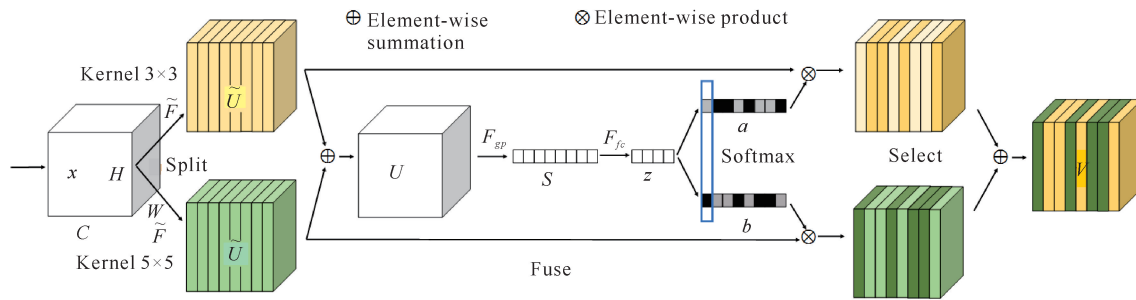 ⊕ Element-wise summation
⊗ Element-wise product
Kernel 3×3
Ũ
F̃
x
H
Split
W
C
F̃
Kernel 5×5
Ũ
⊕
U
F_gp
S
F_fc
z
a
Softmax
b
Fuse
⊗
⊗
Select
⊕
V